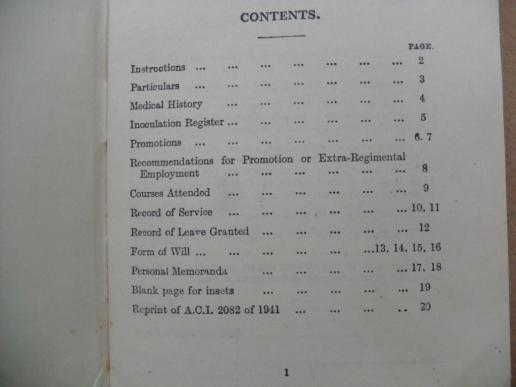 CONTENTS.
PAGE.
Instructions ... ... ... ... ... ... ... 2
Particulars ... ... ... ... ... ... ... 3
Medical History ... ... ... ... ... ... 4
Inoculation Register ... ... ... ... ... ... 5
Promotions ... ... ... ... ... ... ... 6, 7
Recommendations for Promotion or Extra-Regimental
Employment ... ... ... ... ... ... 8
Courses Attended ... ... ... ... ... ... 9
Record of Service ... ... ... ... ... ... 10, 11
Record of Leave Granted ... ... ... ... ... 12
Form of Will ... ... ... ... ... ...13, 14, 15, 16
Personal Memoranda ... ... ... ... ... 17, 18
Blank page for insets ... ... ... ... ... 19
Reprint of A.C.I. 2082 of 1941 ... ... ... .. 20
1